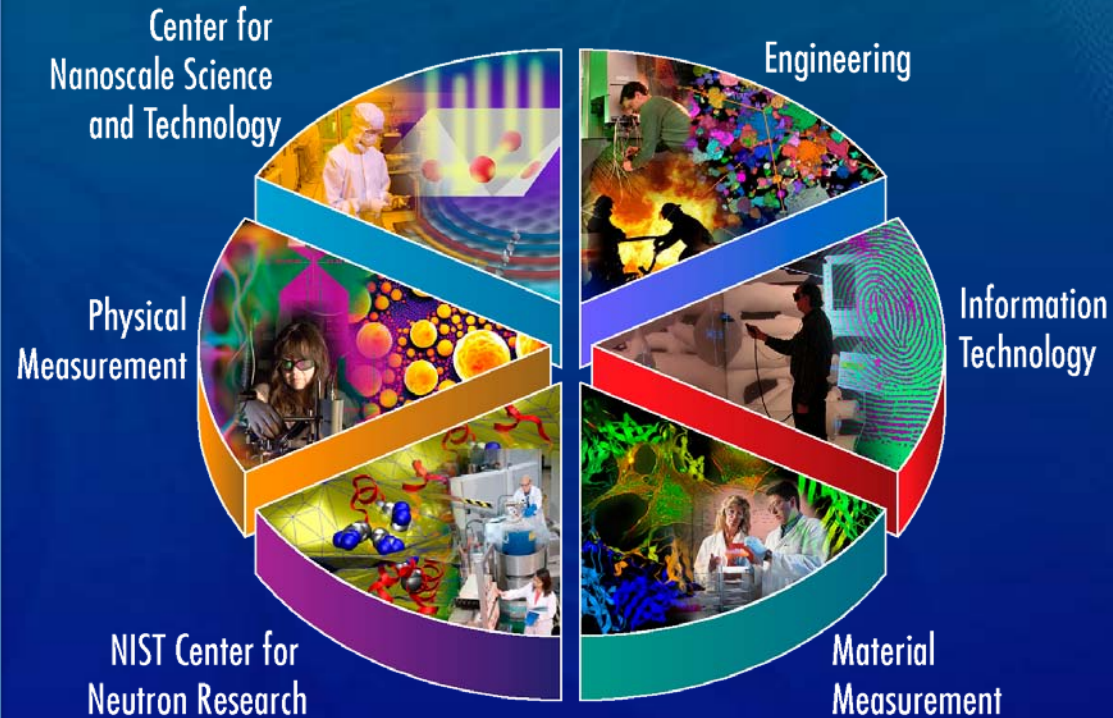 Center for
Nanoscale Science
and Technology
Engineering
Physical
Measurement
Information
Technology
NIST Center for
Neutron Research
Material
Measurement